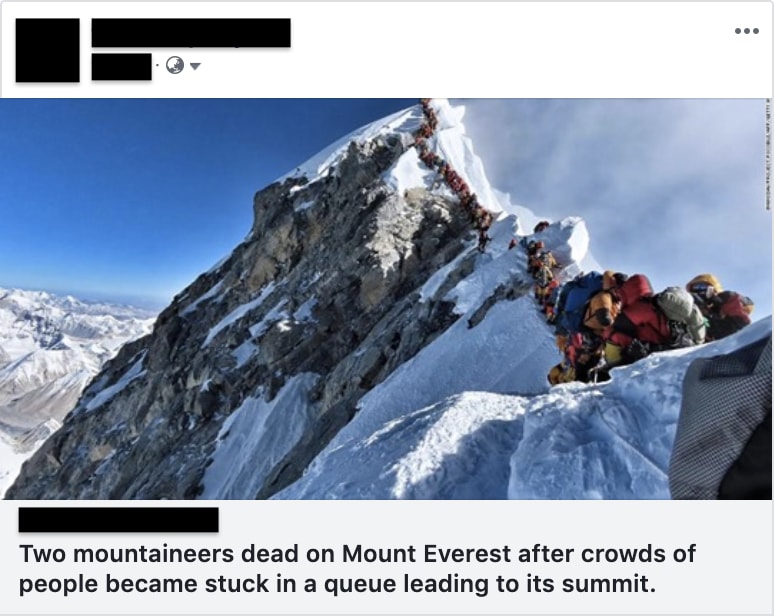 Two mountaineers dead on Mount Everest after crowds of
people became stuck in a queue leading to its summit.